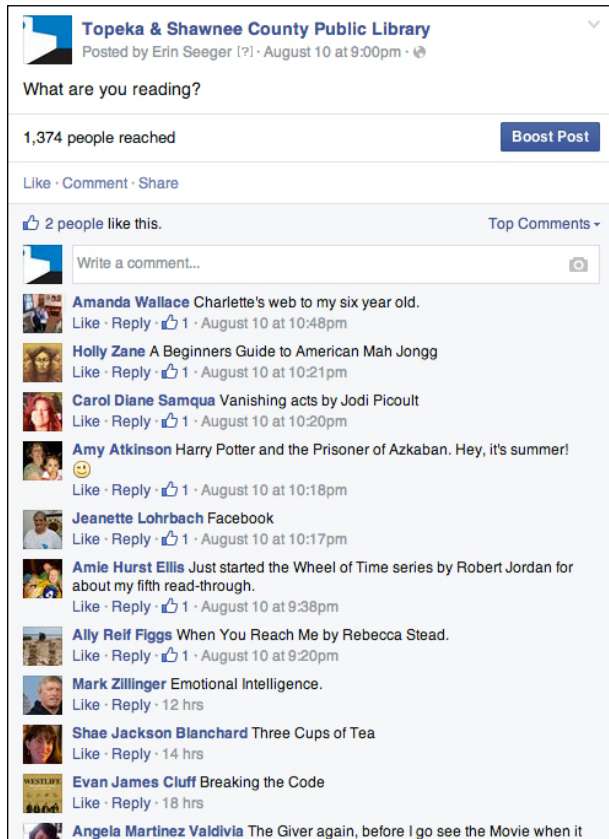 Topeka & Shawnee County Public Library
Posted by Erin Seeger [?] · August 10 at 9:00pm ·
What are you reading?
1,374 people reached
Boost Post
Like · Comment · Share
2 people like this.
Top Comments
Write a comment...
Amanda Wallace Charlette's web to my six year old.
Like · Reply · 1 · August 10 at 10:48pm
Holly Zane A Beginners Guide to American Mah Jongg
Like · Reply · 1 · August 10 at 10:21pm
Carol Diane Samqua Vanishing acts by Jodi Picoult
Like · Reply · 1 · August 10 at 10:20pm
Amy Atkinson Harry Potter and the Prisoner of Azkaban. Hey, it's summer!
Like · Reply · 1 · August 10 at 10:18pm
Jeanette Lohrbach Facebook
Like · Reply · 1 · August 10 at 10:17pm
Amie Hurst Ellis Just started the Wheel of Time series by Robert Jordan for
about my fifth read-through.
Like · Reply · 1 · August 10 at 9:38pm
Ally Reif Figgs When You Reach Me by Rebecca Stead.
Like · Reply · 1 · August 10 at 9:20pm
Mark Zillinger Emotional Intelligence.
Like · Reply · 12 hrs
Shae Jackson Blanchard Three Cups of Tea
Like · Reply · 14 hrs
WESTLIFE
Evan James Cluff Breaking the Code
Like · Reply · 18 hrs
Angela Martinez Valdivia The Giver again, before I go see the Movie when it